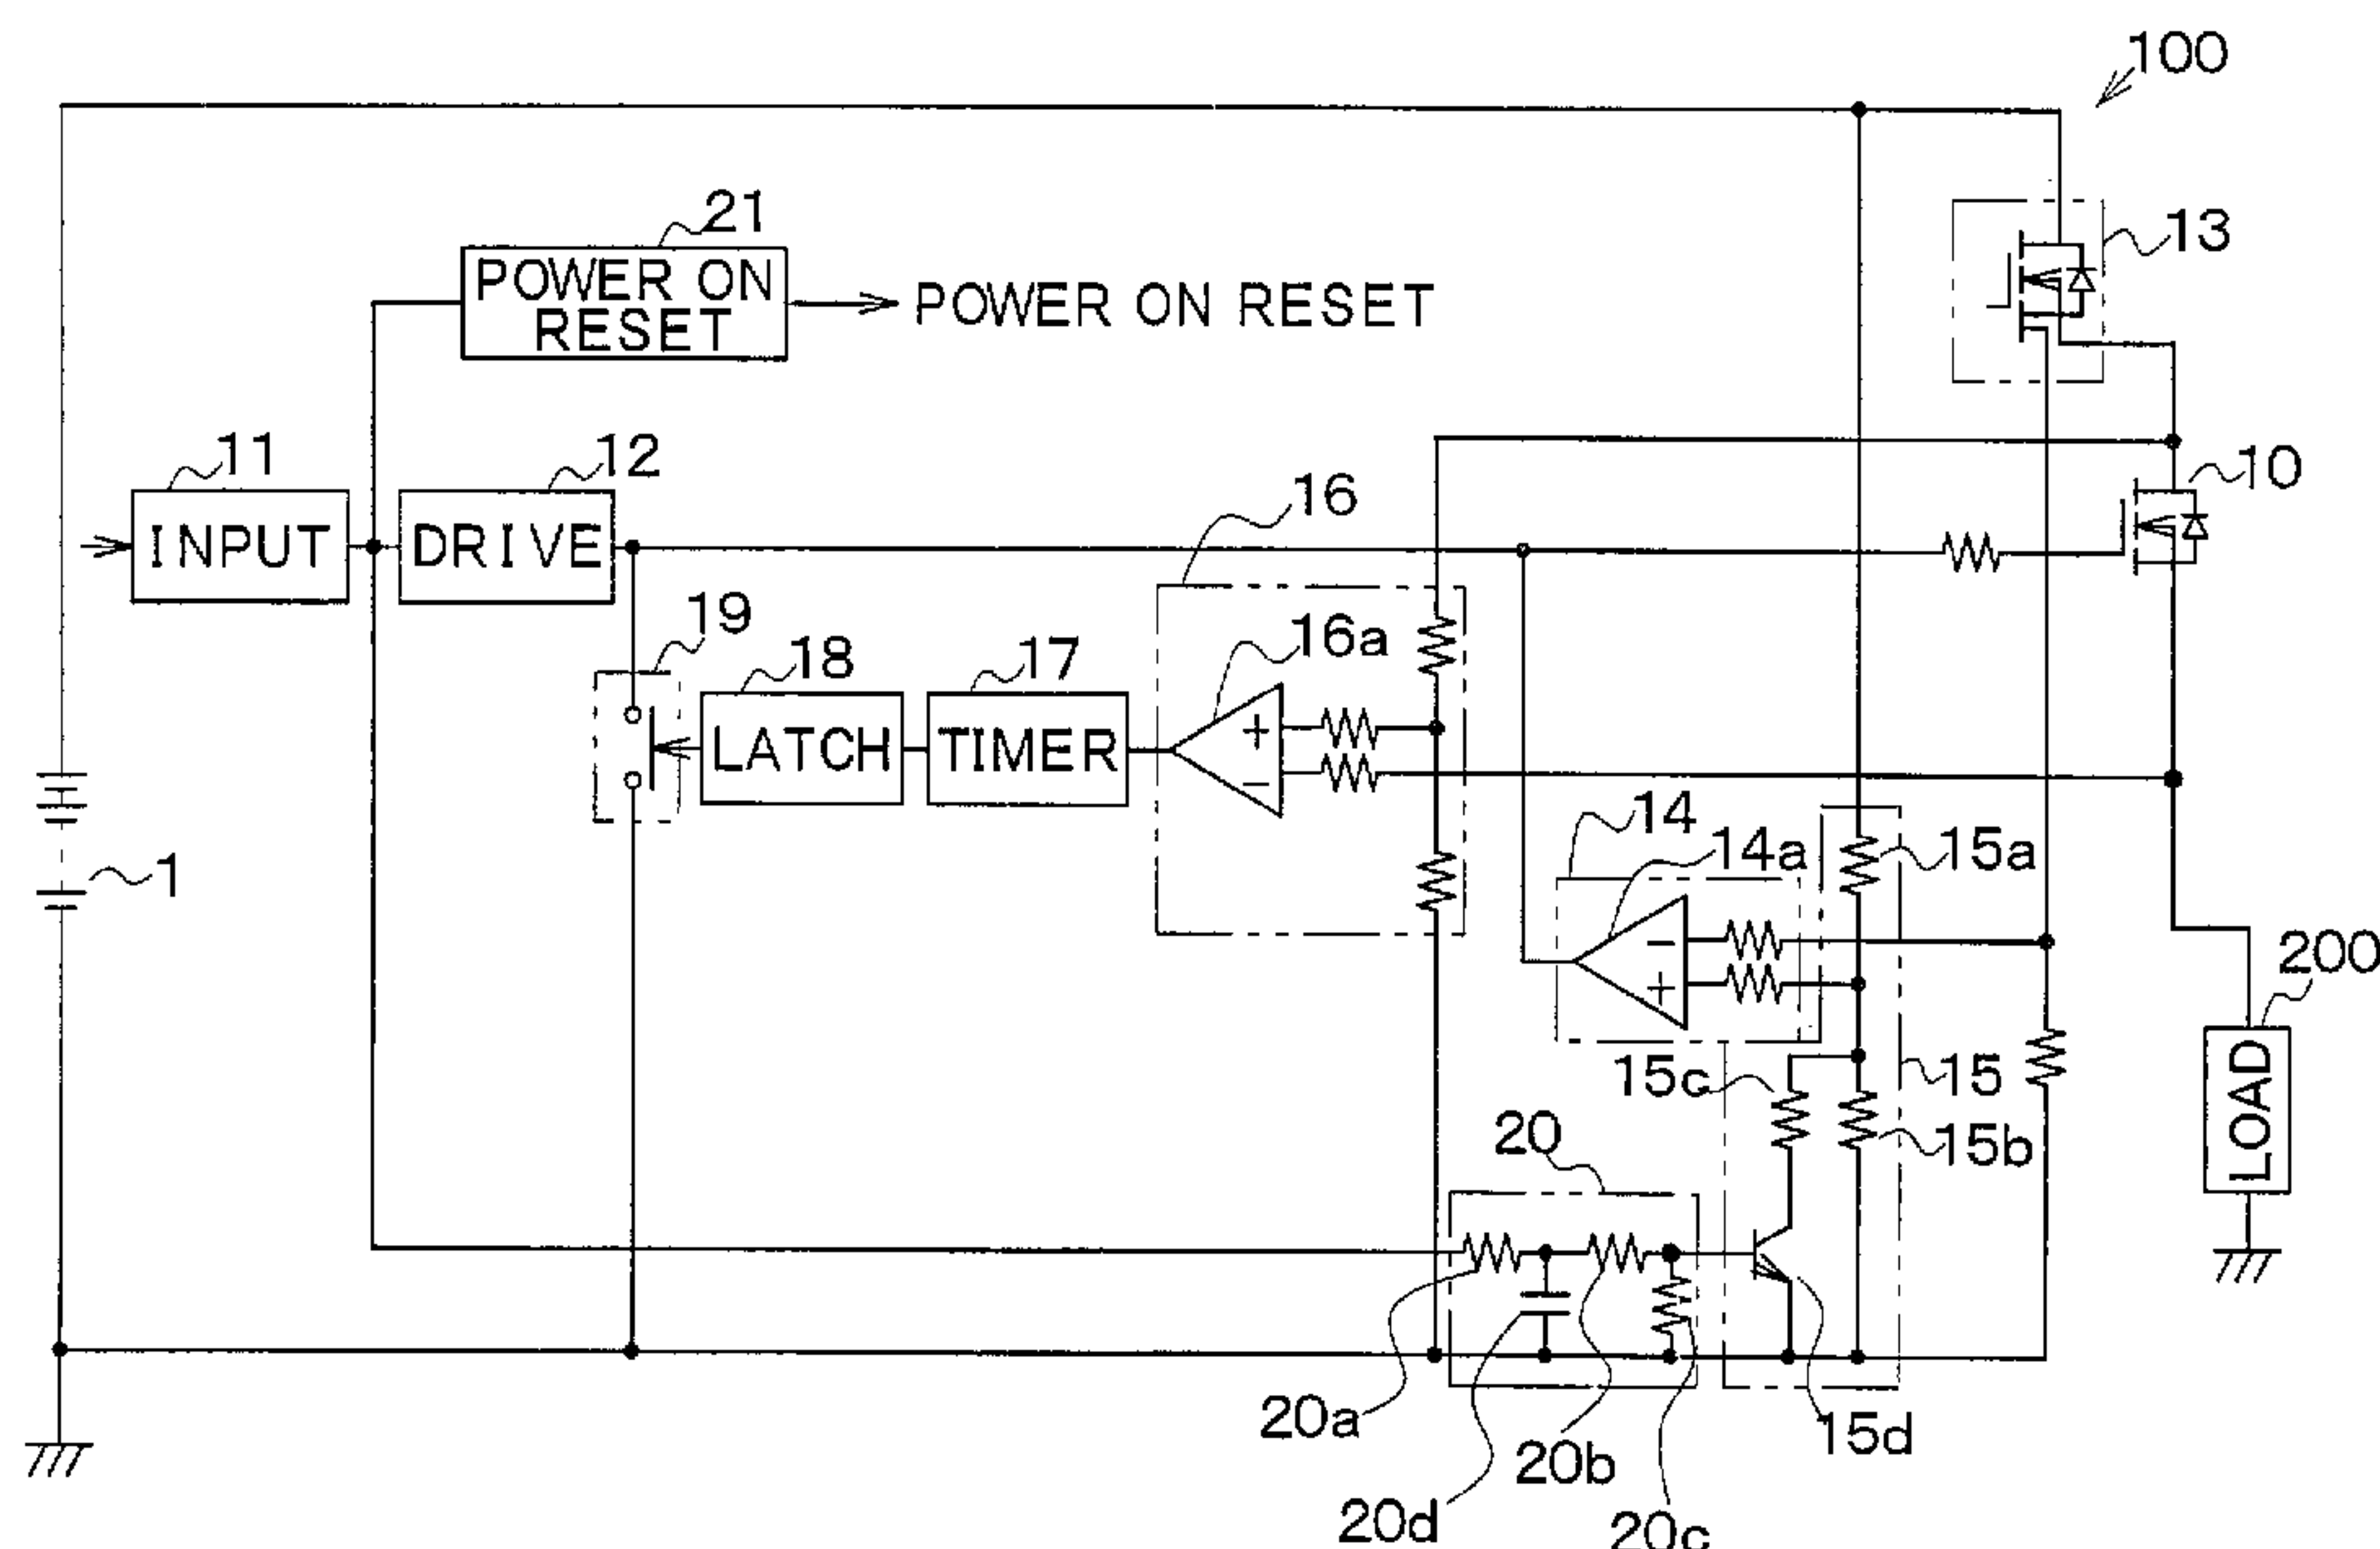 100
21
POWER ON
RESET
POWER ON RESET
13
11
12
10
16
INPUT
DRIVE
19
18
17
16a
+
−
LATCH
TIMER
14
14a
15a
1
−
+
200
15c
15
LOAD
20
15b
20a
15d
20b
20d
20c